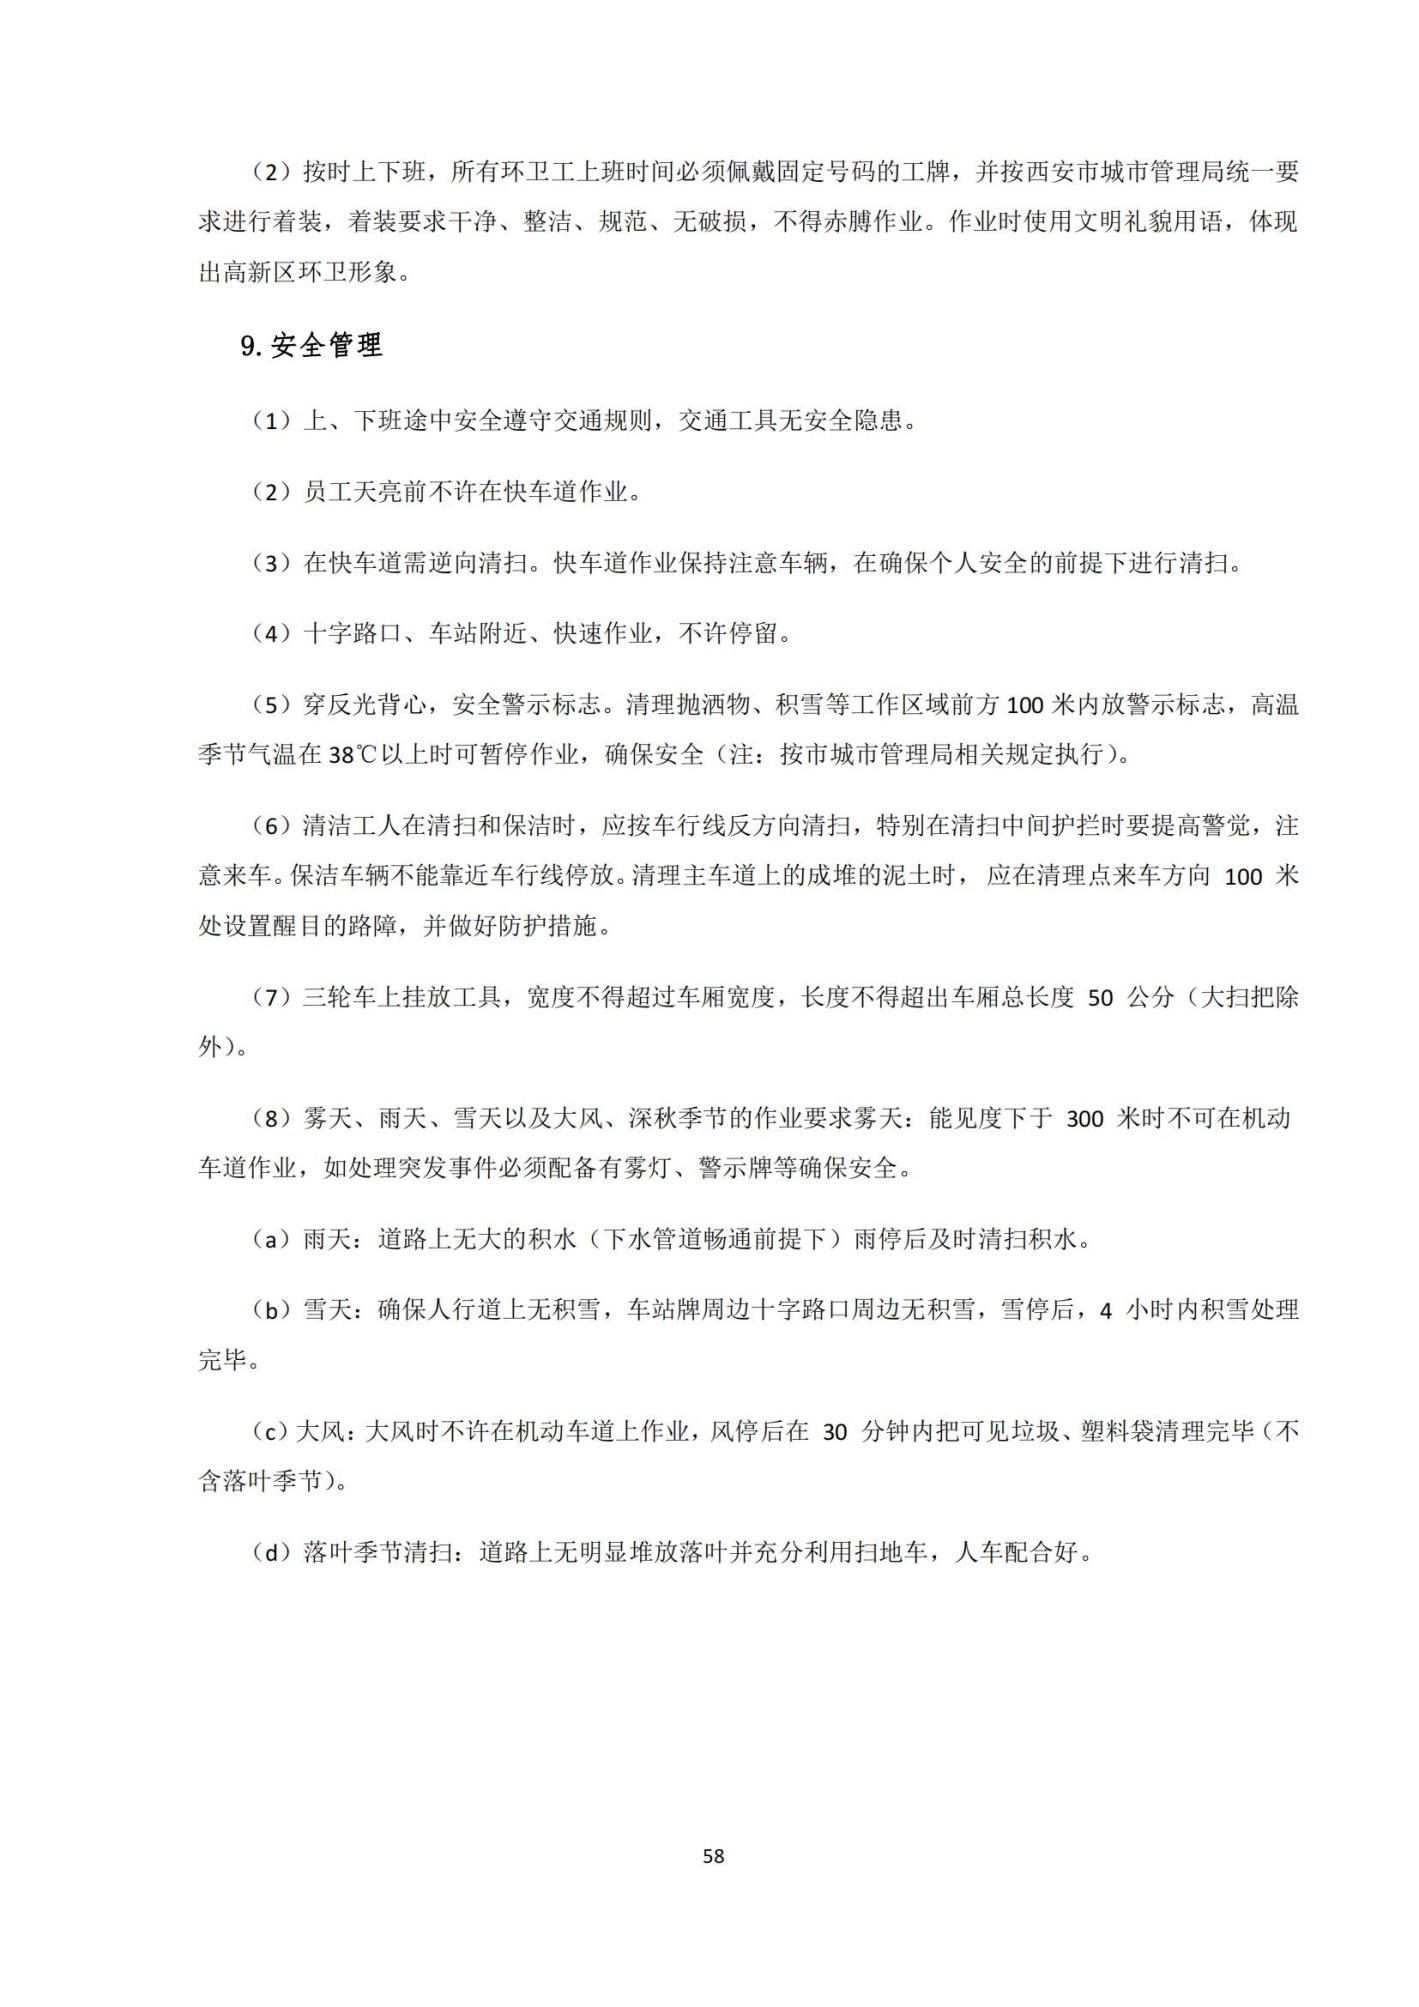 （2）按时上下班，所有环卫工上班时间必须佩戴固定号码的工牌，并按西安市城市管理局统一要
求进行着装，着装要求干净、整洁、规范、无破损，不得赤膊作业。作业时使用文明礼貌用语，体现
出高新区环卫形象。
9.安全管理
（1）上、下班途中安全遵守交通规则，交通工具无安全隐患。
（2）员工天亮前不许在快车道作业。
（3）在快车道需逆向清扫。快车道作业保持注意车辆，在确保个人安全的前提下进行清扫。
（4）十字路口、车站附近、快速作业，不许停留。
（5）穿反光背心，安全警示标志。清理抛洒物、积雪等工作区域前方 100 米内放警示标志，高温
季节气温在 38℃以上时可暂停作业，确保安全（注：按市城市管理局相关规定执行）。
（6）清洁工人在清扫和保洁时，应按车行线反方向清扫，特别在清扫中间护拦时要提高警觉，注
意来车。保洁车辆不能靠近车行线停放。清理主车道上的成堆的泥土时， 应在清理点来车方向 100 米
处设置醒目的路障，并做好防护措施。
（7）三轮车上挂放工具，宽度不得超过车厢宽度，长度不得超出车厢总长度 50 公分（大扫把除
外）。
（8）雾天、雨天、雪天以及大风、深秋季节的作业要求雾天：能见度下于 300 米时不可在机动
车道作业，如处理突发事件必须配备有雾灯、警示牌等确保安全。
（a）雨天：道路上无大的积水（下水管道畅通前提下）雨停后及时清扫积水。
（b）雪天：确保人行道上无积雪，车站牌周边十字路口周边无积雪，雪停后，4 小时内积雪处理
完毕。
（c）大风：大风时不许在机动车道上作业，风停后在 30 分钟内把可见垃圾、塑料袋清理完毕（不
含落叶季节）。
（d）落叶季节清扫：道路上无明显堆放落叶并充分利用扫地车，人车配合好。
58